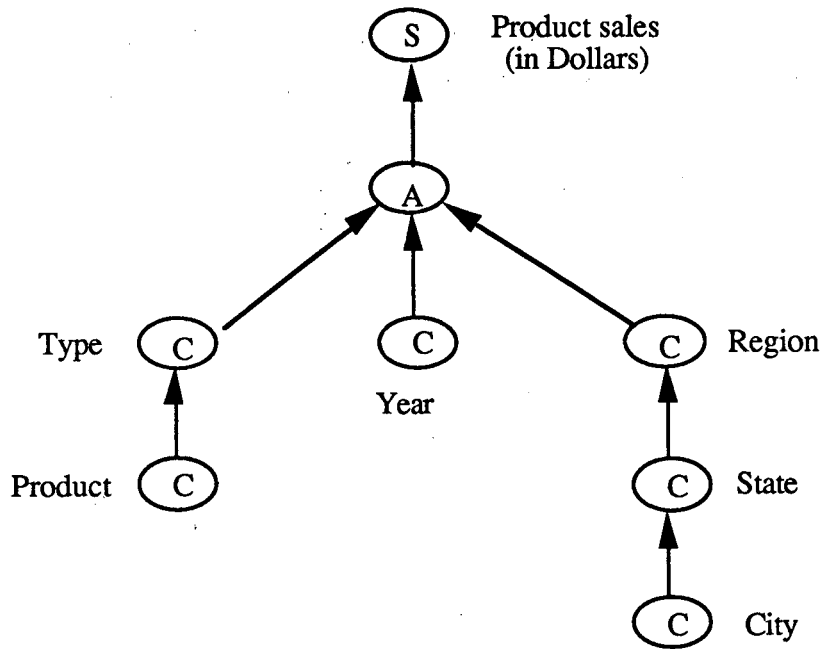 S Product sales
(in Dollars)
A
Type C C C Region
Year
Product C C State
C City